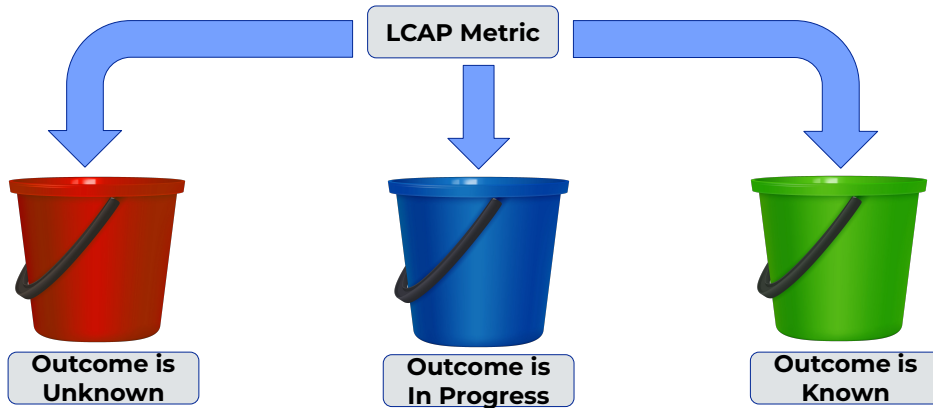 LCAP Metric
Outcome is
Unknown
Outcome is
In Progress
Outcome is
Known